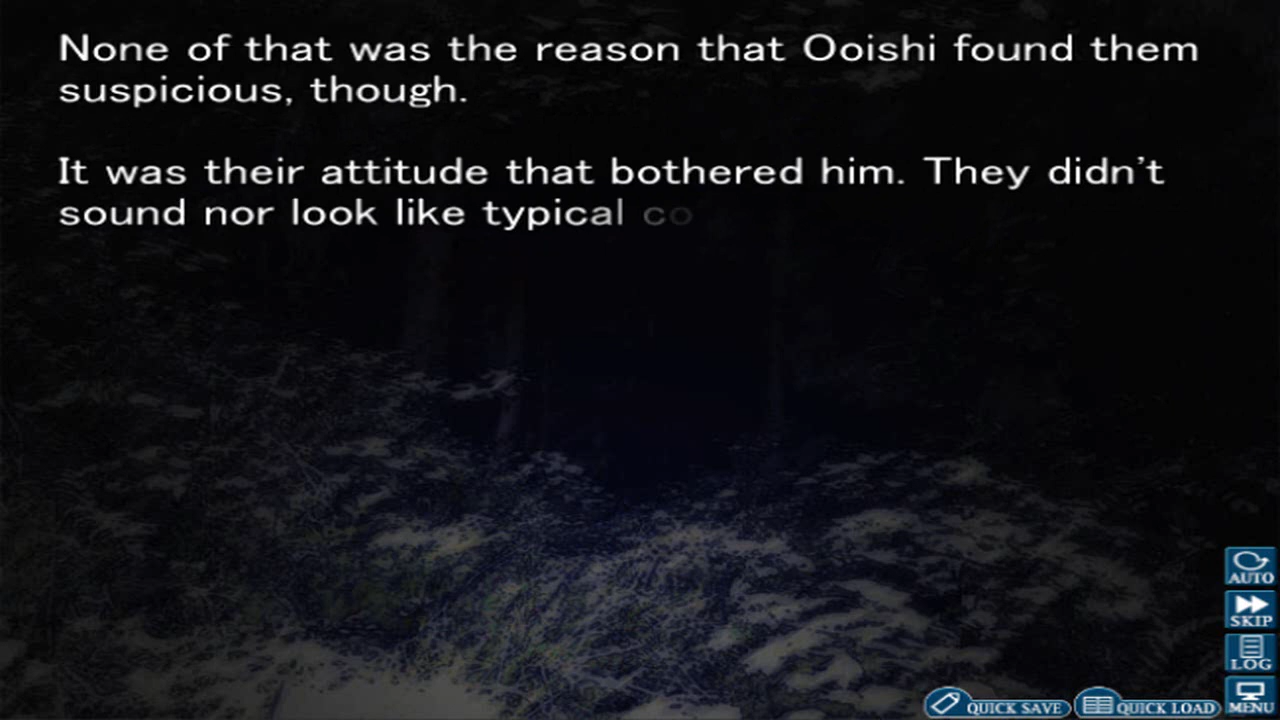 None of that was the reason that Ooishi found them
suspicious, though.
It was their attitude that bothered him. They didn't
sound nor look like typical co
AUTO
SKIP
LOG
MENU
QUICK SAVE
QUICK LOAD